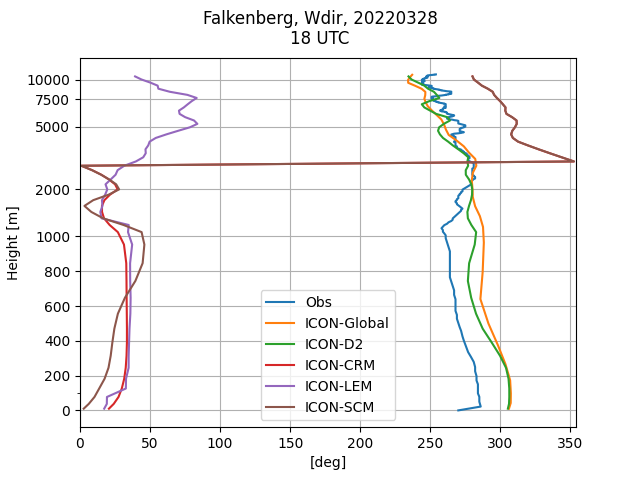 Falkenberg, Wdir, 20220328
18 UTC
Height [m]
10000
7500
5000
2000
1000
800
600
400
200
0
Obs
ICON-Global
ICON-D2
ICON-CRM
ICON-LEM
ICON-SCM
0 50 100 150 200 250 300 350
[deg]